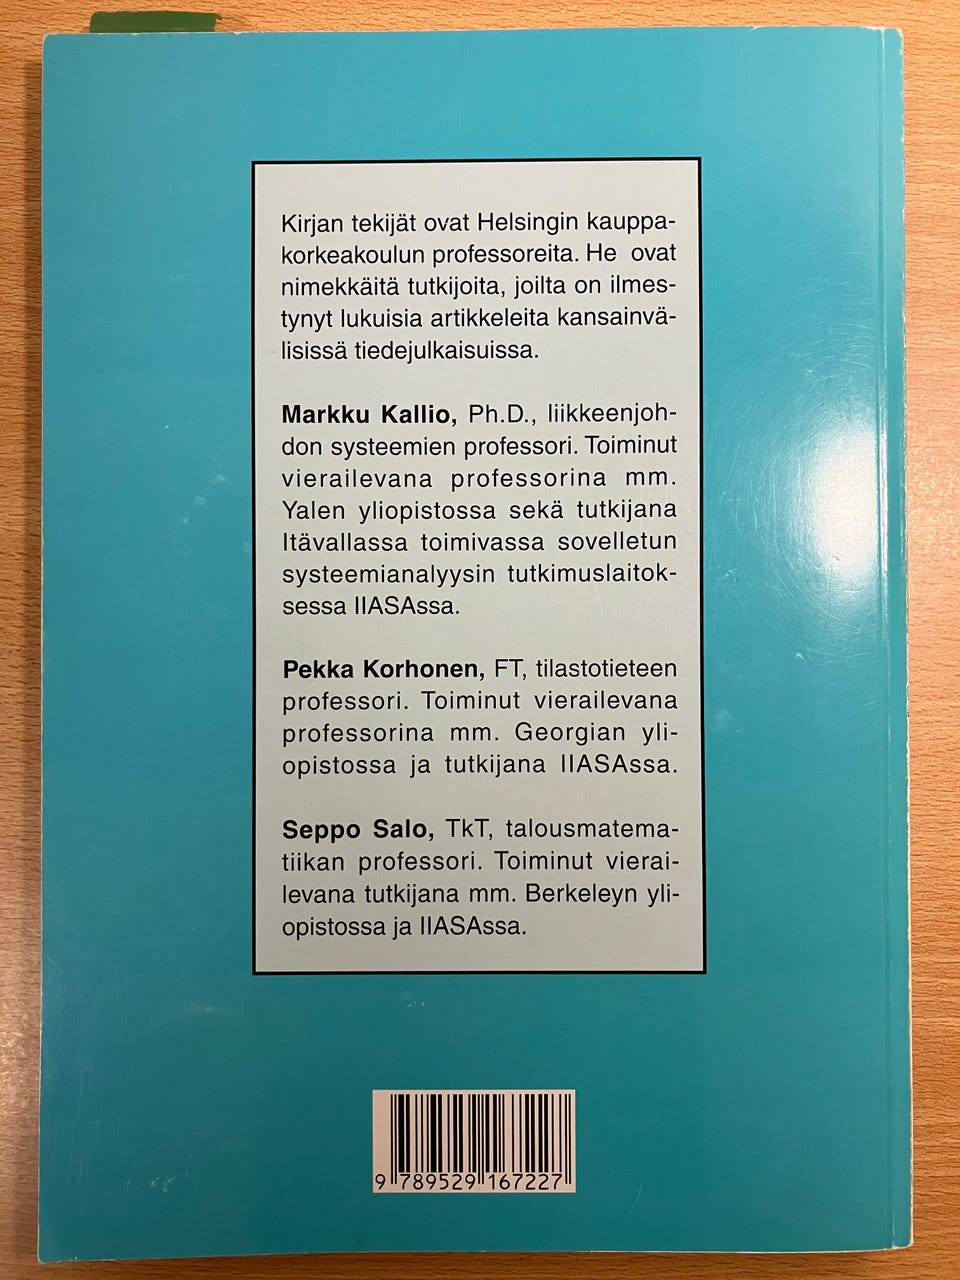 Kirjan tekijät ovat Helsingin kauppa-
korkeakoulun professoreita. He ovat
nimekkäitä tutkijoita, joilta on ilmes-
tynyt lukuisia artikkeleita kansainvä-
lisissä tiedejulkaisuissa.
Markku Kallio, Ph.D., liikkeenjoh-
don systeemien professori. Toiminut
vierailevana professorina mm.
Yalen yliopistossa sekä tutkijana
Itävallassa toimivassa sovelletun
systeemianalyysin tutkimuslaitok-
sessa IIASAssa.
Pekka Korhonen, FT, tilastotieteen
professori. Toiminut vierailevana
professorina mm. Georgian yli-
opistossa ja tutkijana IIASAssa.
Seppo Salo, TkT, talousmatema-
tiikan professori. Toiminut vierai-
levana tutkijana mm. Berkeleyn yli-
opistossa ja IIASAssa.
9 789529 167227